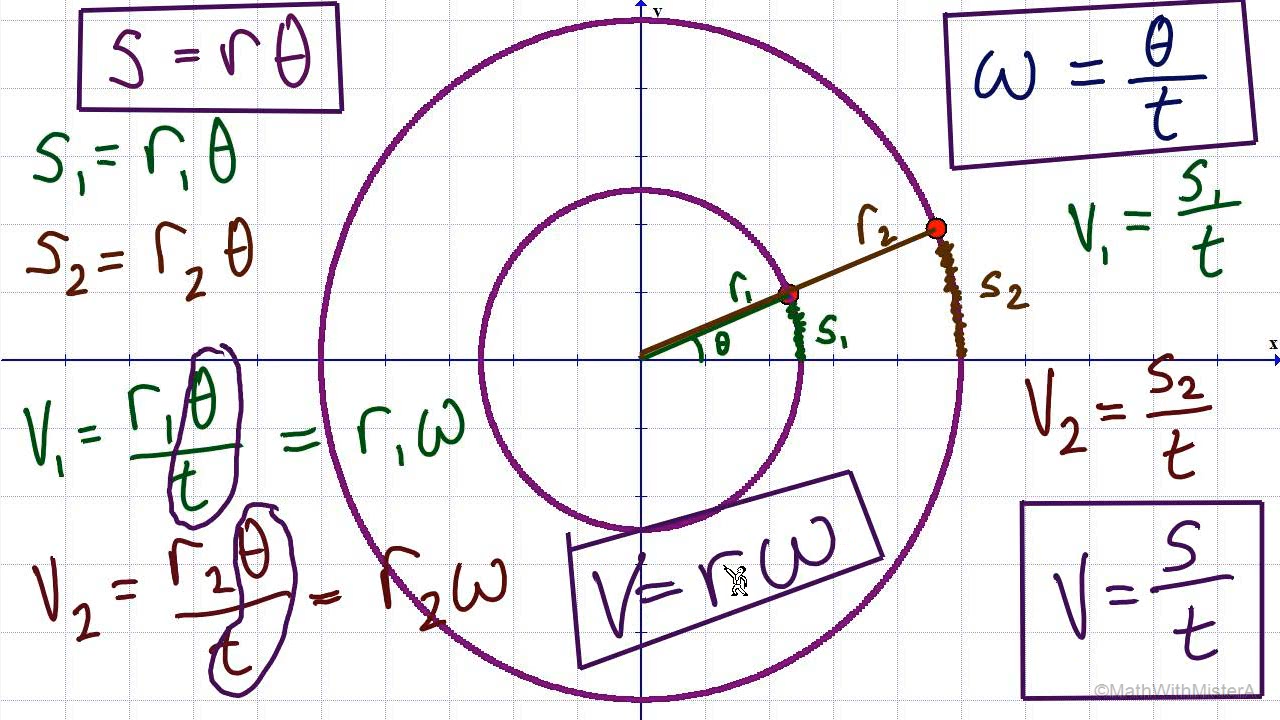 s = rθ
s₁ = r₁θ
s₂ = r₂θ
v₁ = r₁θ/t = r₁ω
v₂ = r₂θ/t = r₂ω
y
r₂
r₁
θ
s₁
s₂
x
v = rω
ω = θ/t
v₁ = s₁/t
v₂ = s₂/t
v = s/t
©MathWithMisterA